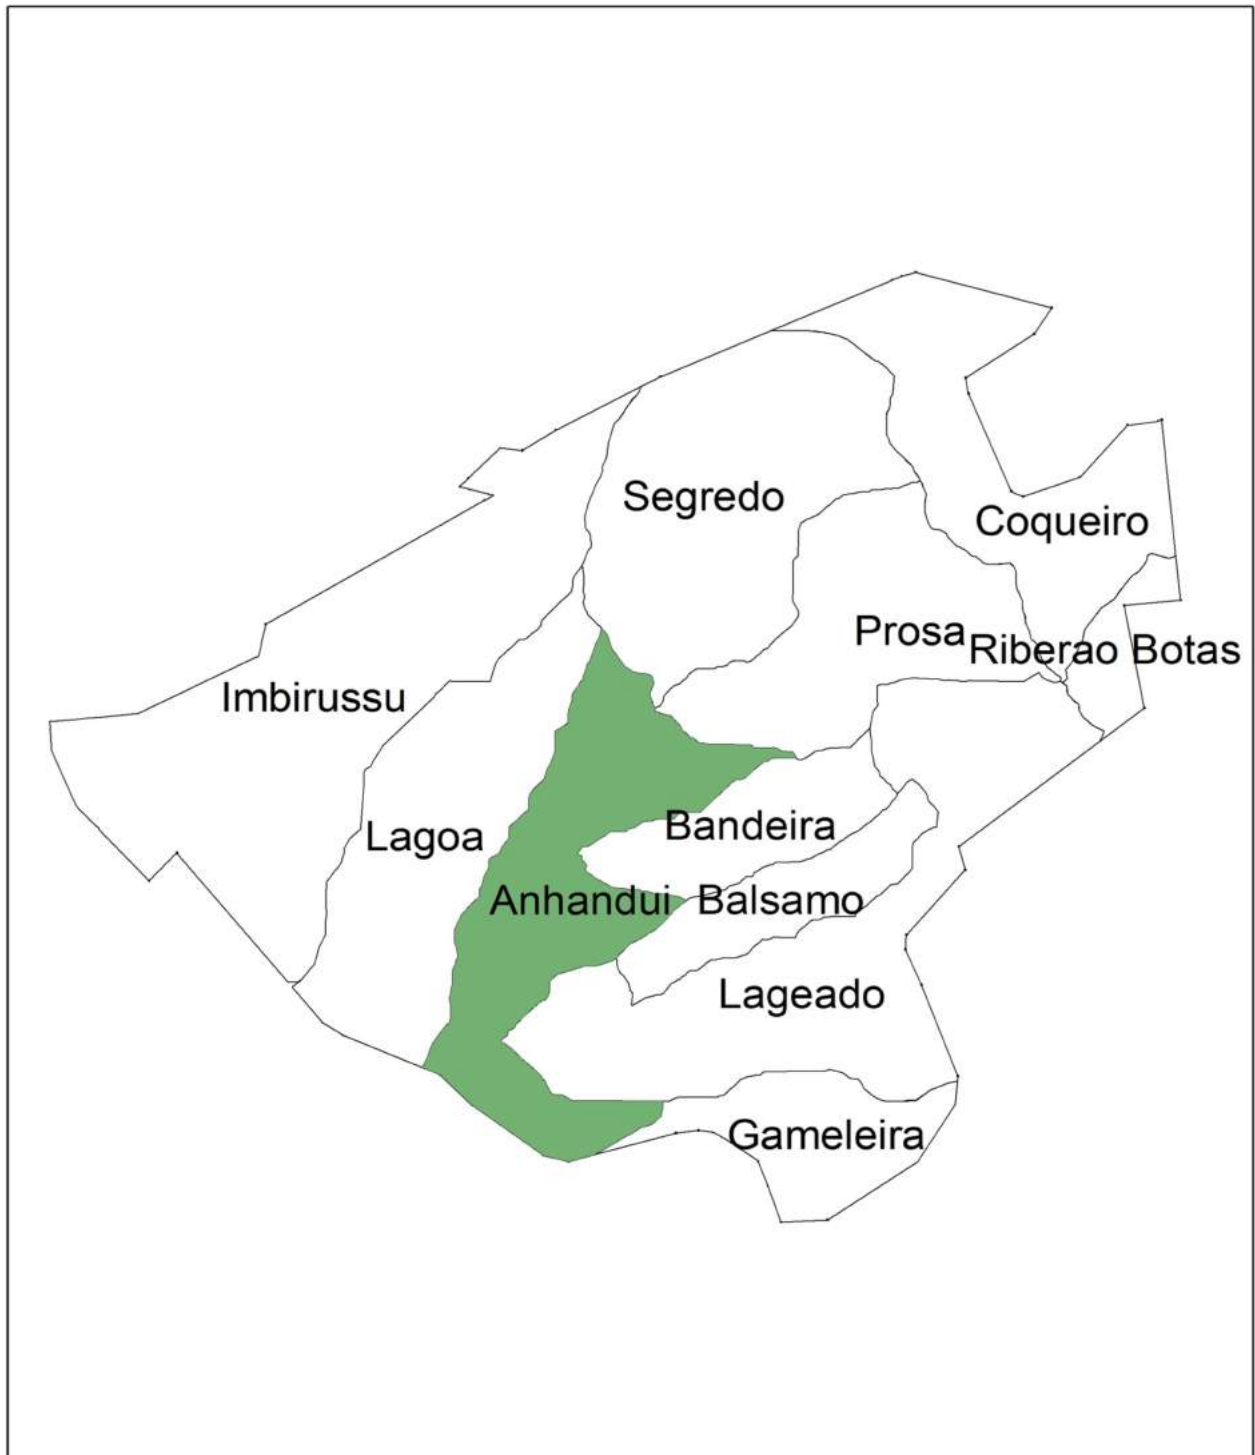 Segredo
Coqueiro
Prosa
Riberao Botas
Imbirussu
Lagoa
Bandeira
Anhandui
Balsamo
Lageado
Gameleira